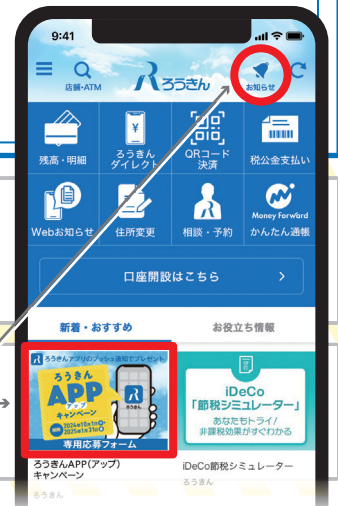 9:41
店舗・ATM
ろうきん
お知らせ
残高・明細
ろうきん
ダイレクト
QRコード
決済
税公金支払い
Webお知らせ
住所変更
相談・予約
Money Forward
かんたん通帳
口座開設はこちら
新着・おすすめ
お役立ち情報
ろうきんアプリのプッシュ通知でプレゼント
ろうきん
APP
アップ
キャンペーン
期間
2024年10月1日
2025年1月31日
ろうきん
専用応募フォーム
iDeCo
「節税シミュレーター」
あなたもトライ!
非課税効果がすぐわかる
ろうきんAPP(アップ)
キャンペーン
ろうきん
iDeCo節税シミュレーター
ろうきん